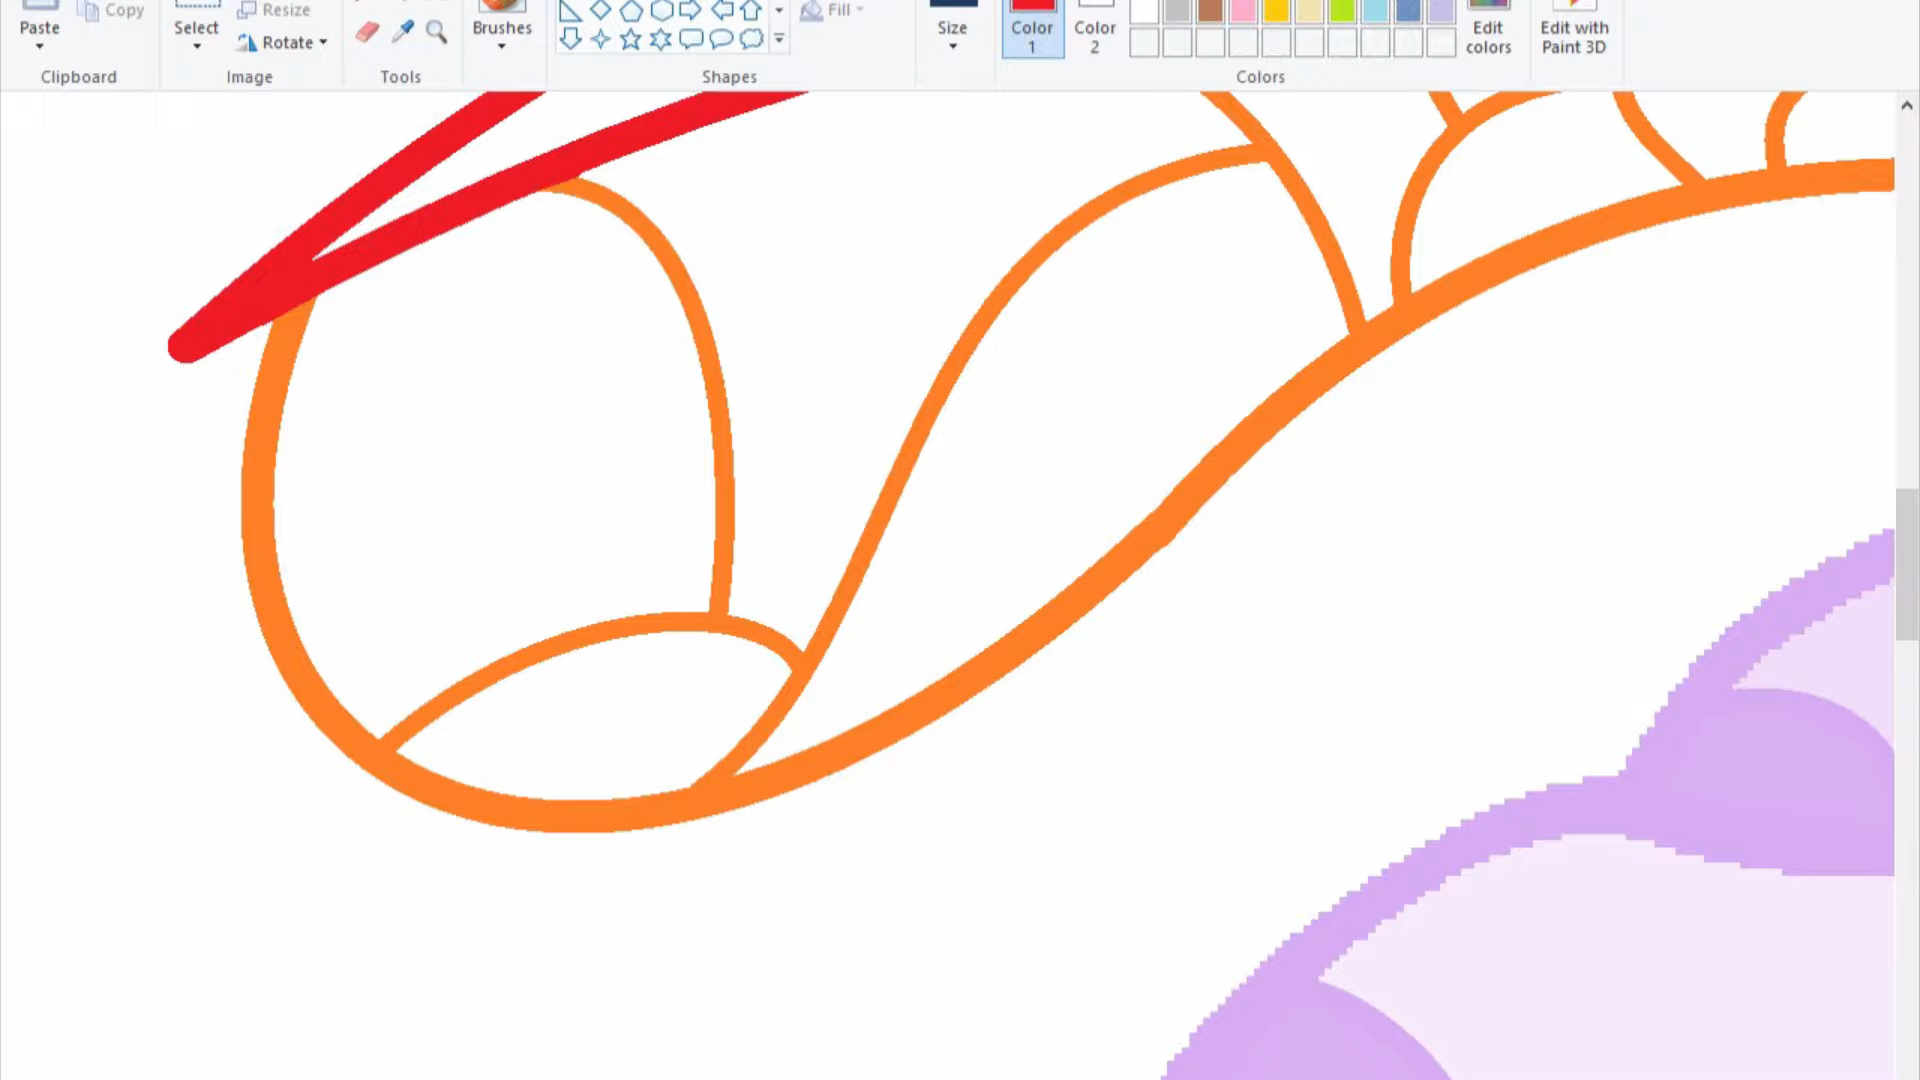 Paste
Copy
Clipboard
Select
Resize
Rotate
Image
Tools
Brushes
Shapes
Fill
Size
Color
1
Color
2
Colors
Edit
colors
Edit with
Paint 3D